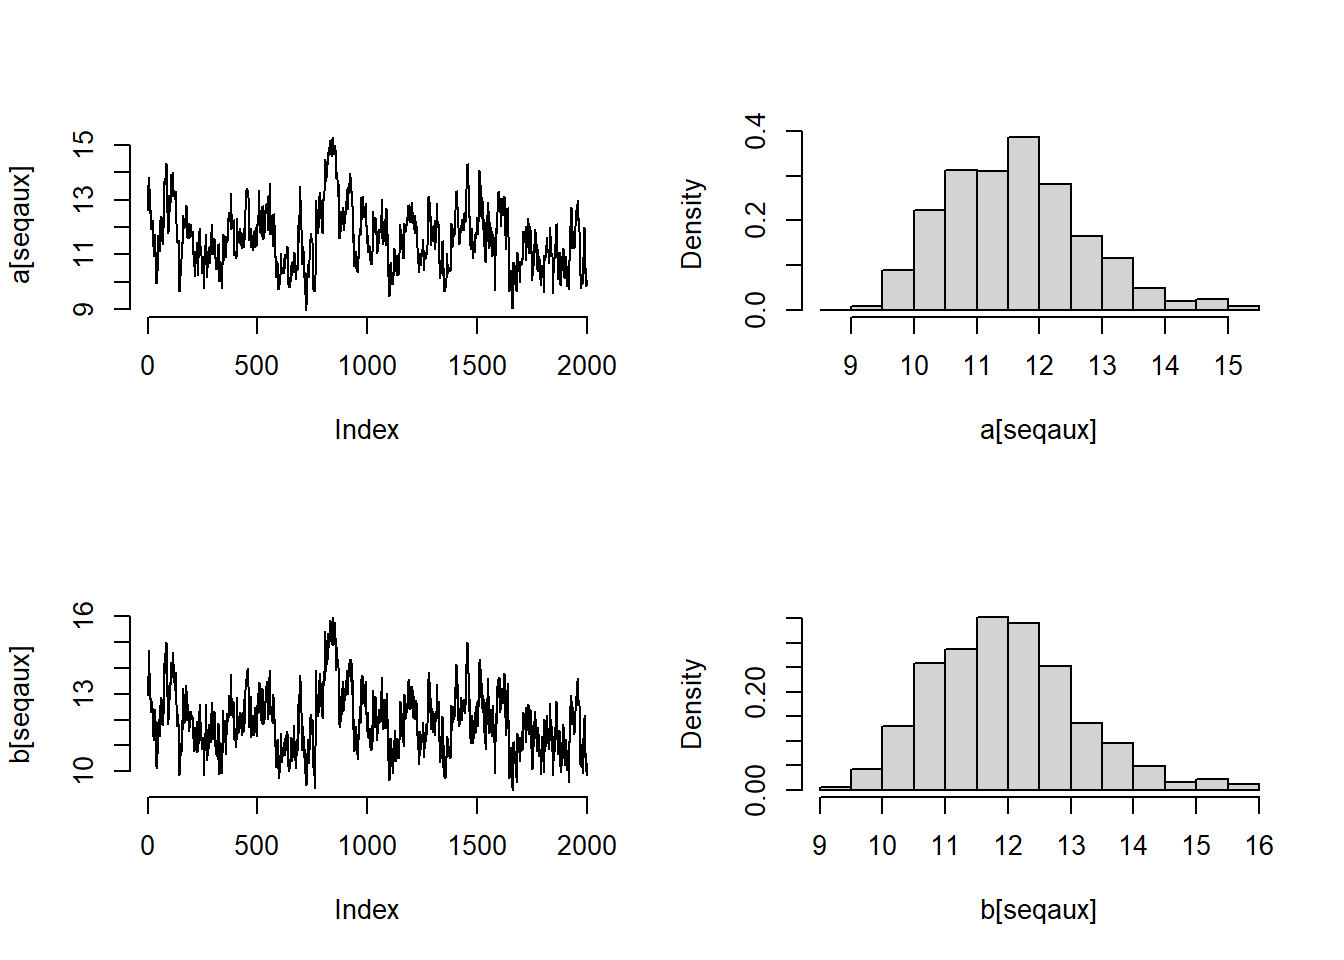 a[seqaux]
15
13
11
9
0 500 1000 1500 2000
Index
Density
0.4
0.2
0.0
9 10 11 12 13 14 15
a[seqaux]
b[seqaux]
16
13
10
0 500 1000 1500 2000
Index
Density
0.20
0.00
9 10 11 12 13 14 15 16
b[seqaux]